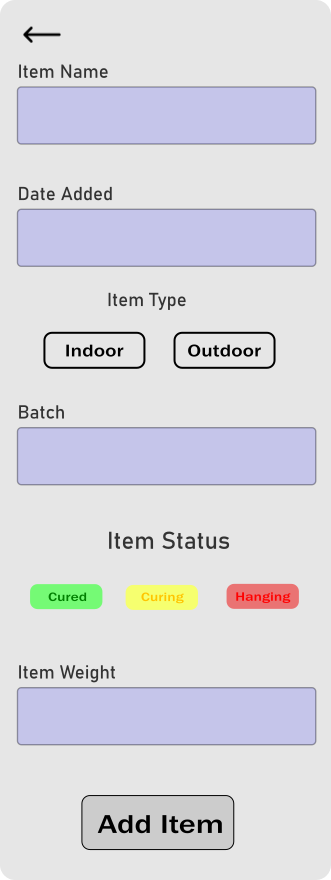 Item Name
Date Added
Item Type
Indoor Outdoor
Batch
Item Status
Cured Curing Hanging
Item Weight
Add Item